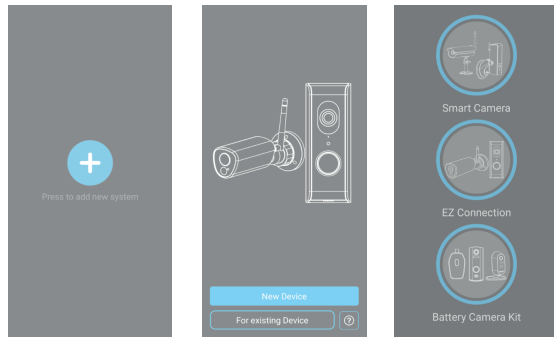 Press to add new system
New Device
For existing Device
?
Smart Camera
EZ Connection
Battery Camera Kit